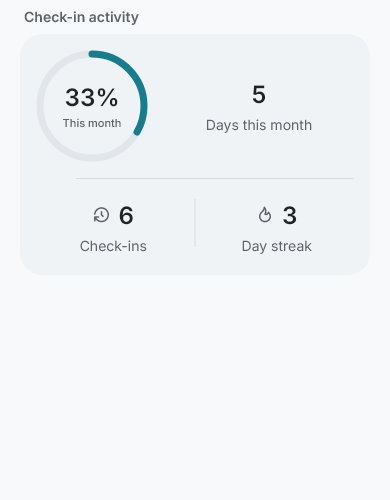 Check-in activity
33%
This month
5
Days this month
6
Check-ins
3
Day streak